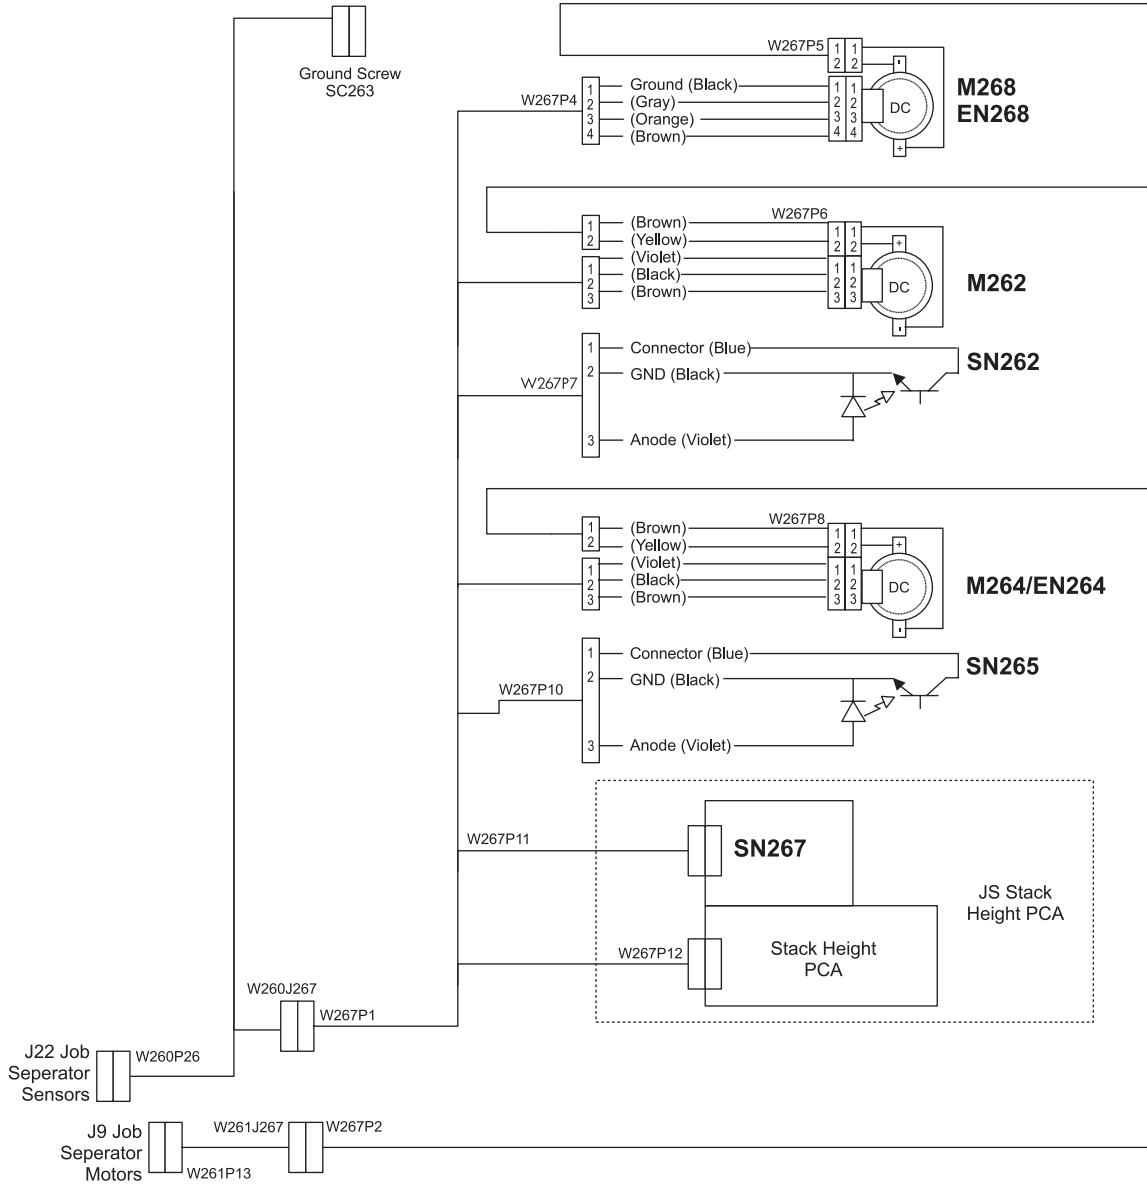 Ground Screw
SC263
W267P5
1 1
2 2
M268
EN268
W267P4
1 Ground (Black) 1 1
2 (Gray) 2 2
3 (Orange) 3 3
4 (Brown) 4 4
DC
-
+
W267P6
1 (Brown) 1 1
2 (Yellow) 2 2
(Violet)
1 (Black) 1 1
2 (Brown) 2 2
3 3 3
+
DC
-
M262
1 Connector (Blue)
SN262
W267P7
2 GND (Black)
3 Anode (Violet)
W267P8
1 (Brown) 1 1
2 (Yellow) 2 2
1 (Violet) 1 1
2 (Black) 2 2
3 (Brown) 3 3
+
DC
-
M264/EN264
1 Connector (Blue)
SN265
W267P10
2 GND (Black)
3 Anode (Violet)
W267P11
SN267
JS Stack
Height PCA
W267P12
Stack Height
PCA
W260J267
W267P1
J22 Job
Seperator
Sensors
W260P26
J9 Job
Seperator
Motors
W261P13
W261J267
W267P2